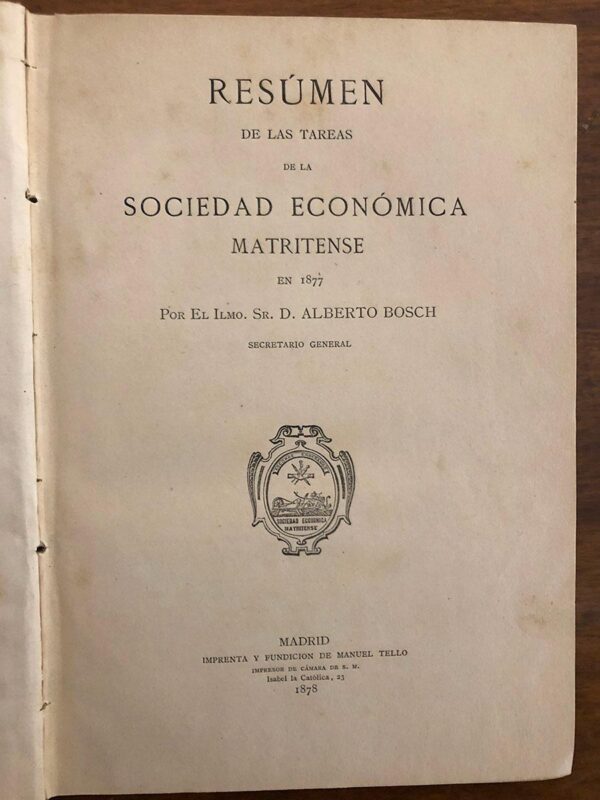 RESÚMEN
DE LAS TAREAS
DE LA
SOCIEDAD ECONÓMICA
MATRITENSE
EN 1877
POR EL ILMO. SR. D. ALBERTO BOSCH
SECRETARIO GENERAL
SOCIEDAD ECONÓMICA
MATRITENSE
MADRID
IMPRENTA Y FUNDICION DE MANUEL TELLO
IMPRESOR DE CÁMARA DE S. M.
Isabel la Católica, 23
1878